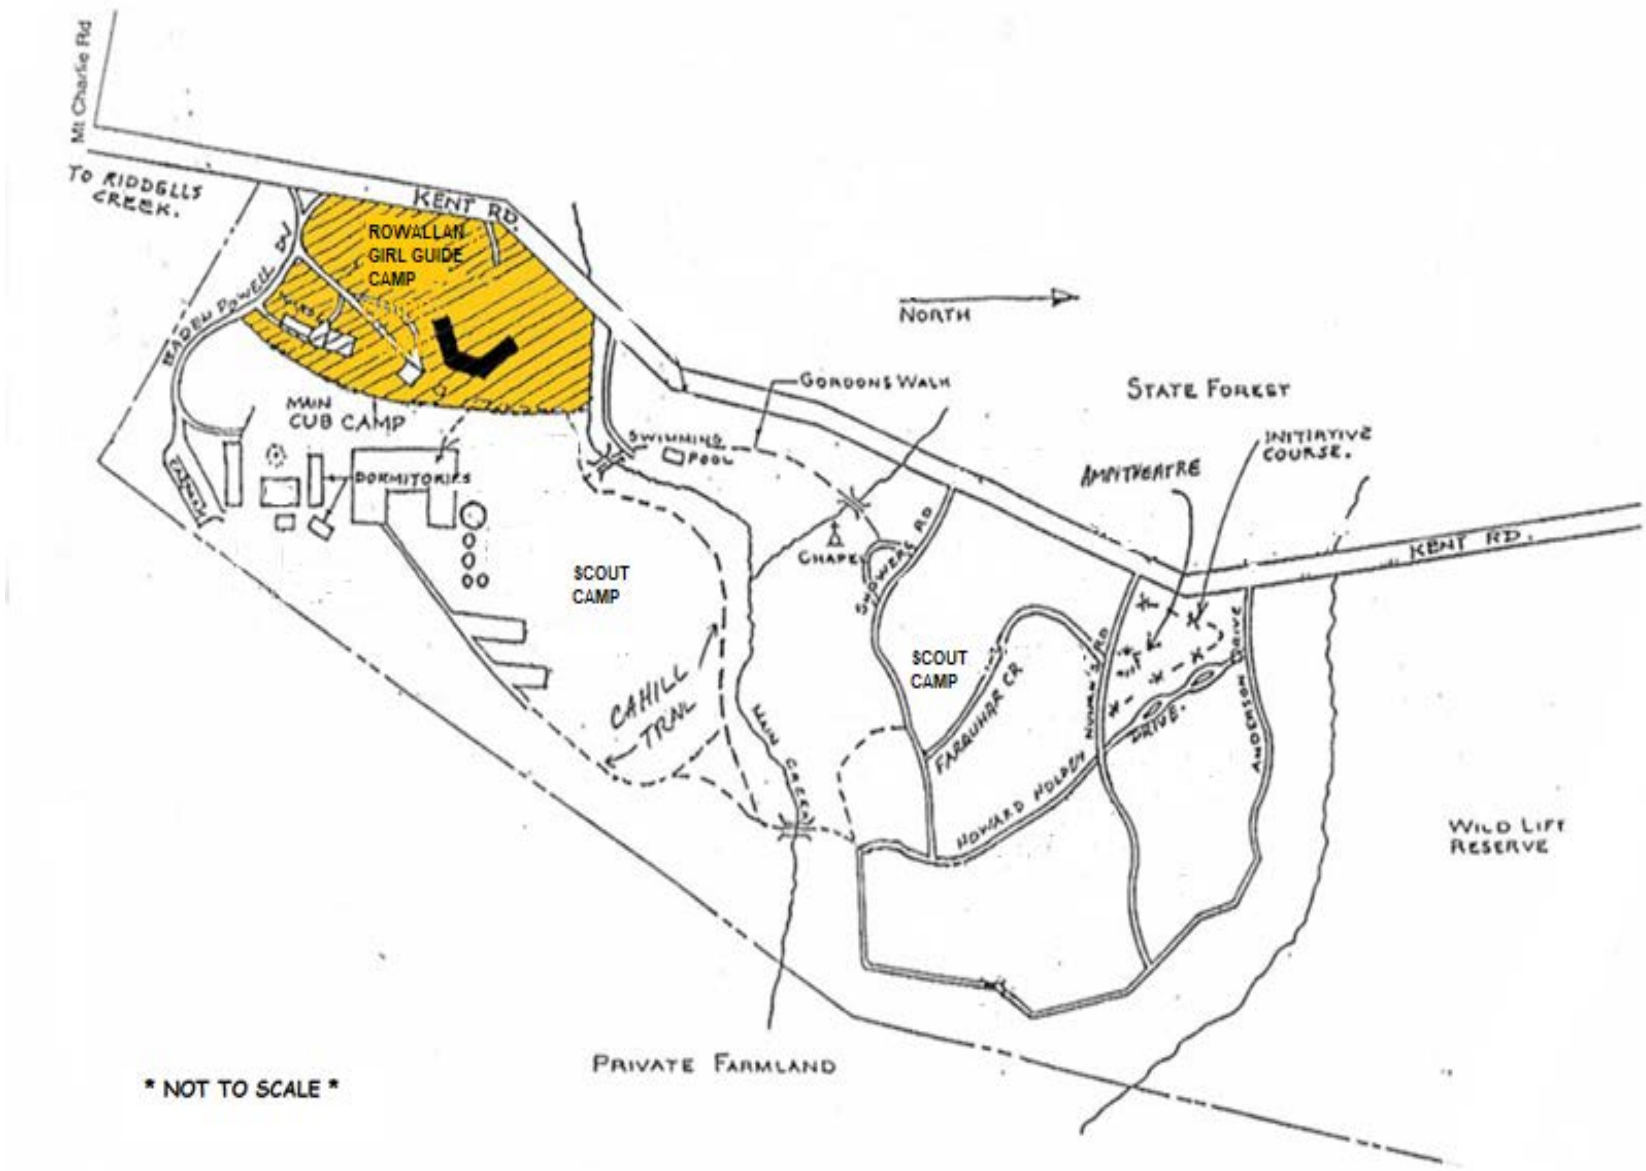 Mt Charlie Rd
TO RIDDELLS
CREEK.
KENT RD.
ROWALLAN
GIRL GUIDE
CAMP
BADEN POWELL DV
NORTH
GORDONS WALK
STATE FOREST
MAIN
CUB CAMP
SWIMMING
POOL
INITIATIVE
COURSE.
AMPITHEATRE
DORMITORIES
CARPARK
CHAPEL
SHOWERS RD
KENT RD.
SCOUT
CAMP
SCOUT
CAMP
CAHILL
TRAIL
MAIN CREEK
FARQUHAR CR
HOWARD HOLDEN
DRIVE.
ANDERSON
DRIVE
WILD LIFE
RESERVE
PRIVATE FARMLAND
* NOT TO SCALE *